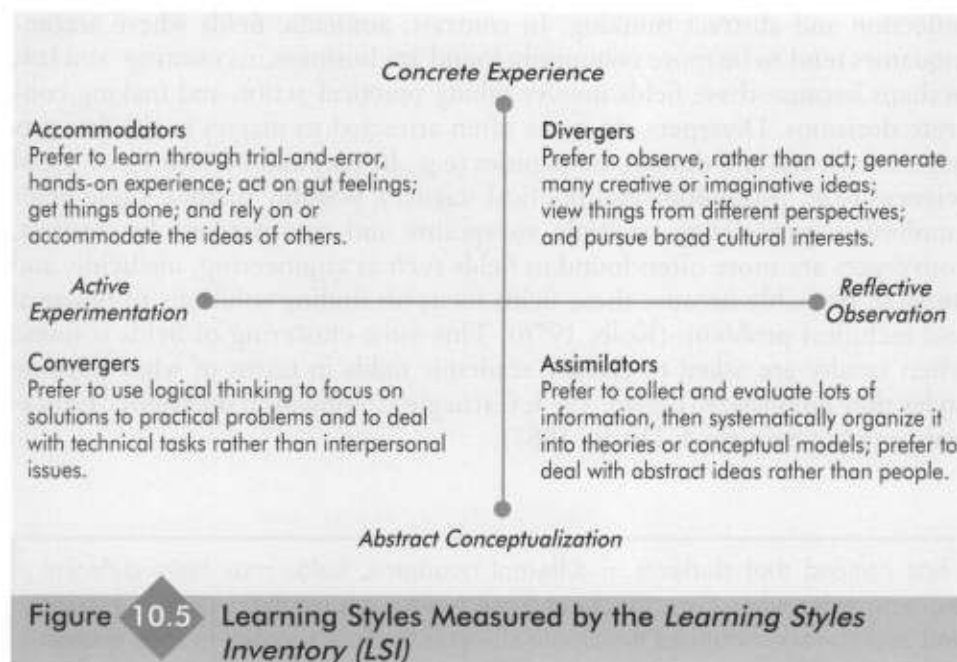 Concrete Experience
Accommodators
Prefer to learn through trial-and-error,
hands-on experience; act on gut feelings;
get things done; and rely on or
accommodate the ideas of others.
Divergers
Prefer to observe, rather than act; generate
many creative or imaginative ideas;
view things from different perspectives;
and pursue broad cultural interests.
Active
Experimentation
Reflective
Observation
Convergers
Prefer to use logical thinking to focus on
solutions to practical problems and to deal
with technical tasks rather than interpersonal
issues.
Assimilators
Prefer to collect and evaluate lots of
information, then systematically organize it
into theories or conceptual models; prefer to
deal with abstract ideas rather than people.
Abstract Conceptualization
Figure 10.5 Learning Styles Measured by the Learning Styles
Inventory (LSI)